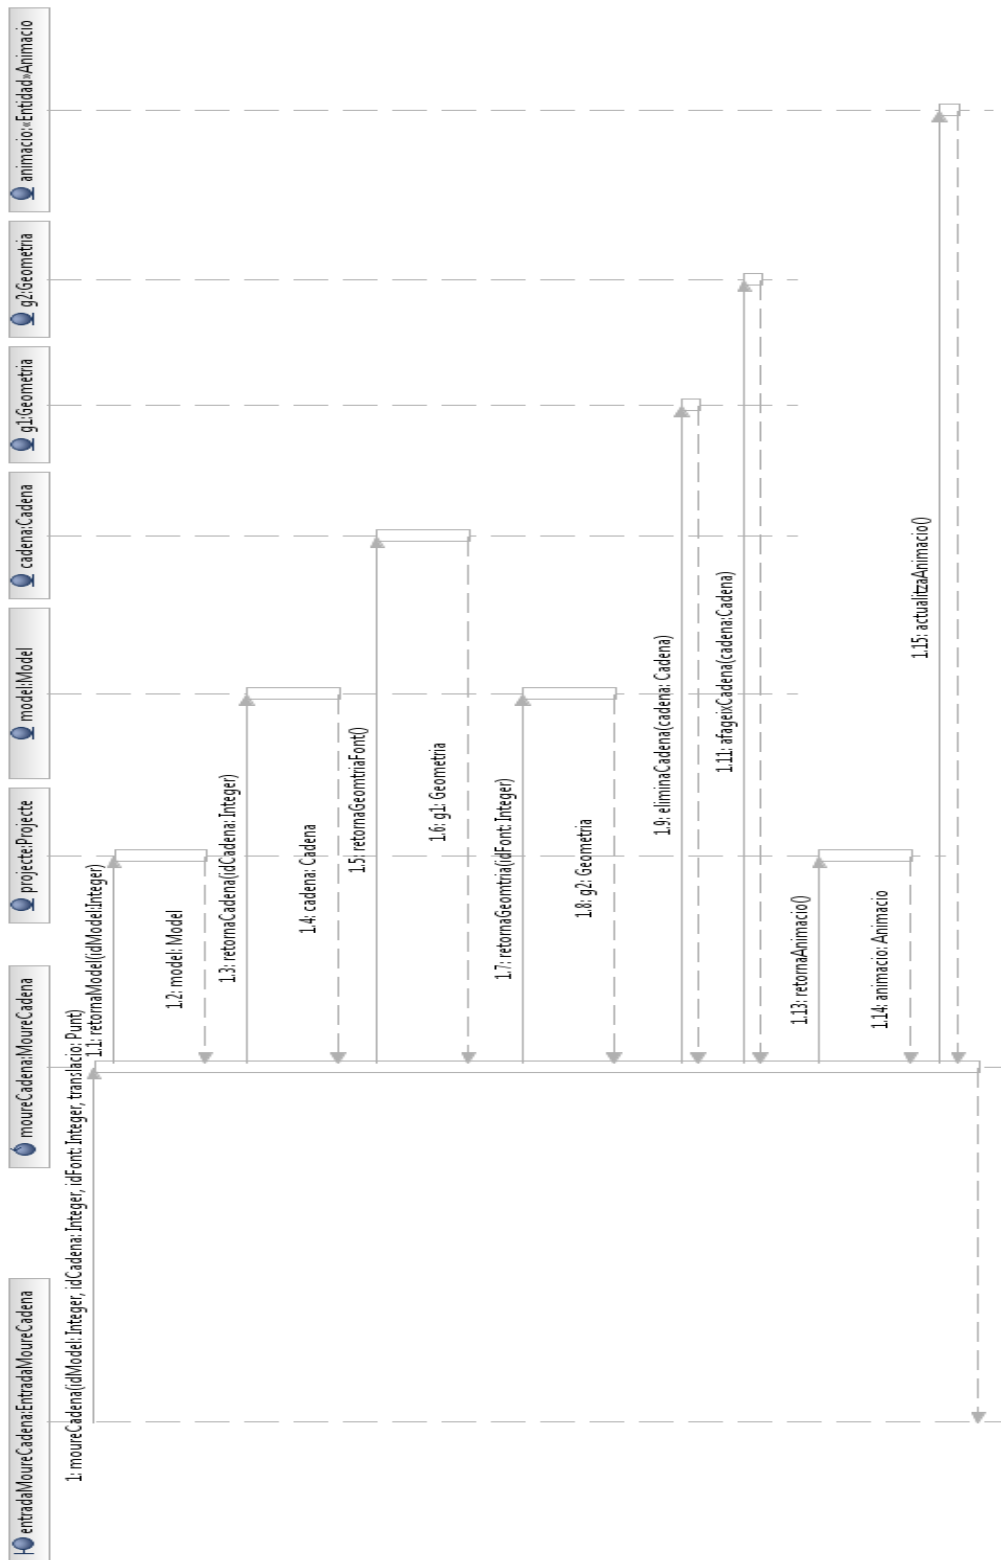 entradaMoureCadena:EntradaMoureCadena
moureCadena:MoureCadena
projecte:Projecte
model:Model
cadena:Cadena
g1:Geometria
g2:Geometria
animacio:«Entidad»Animacio
1: moureCadena(idModel: Integer, idCadena: Integer, idFont: Integer, translacio: Punt)
1.1: retornaModel(idModel:Integer)
1.2: model: Model
1.3: retornaCadena(idCadena: Integer)
1.4: cadena: Cadena
1.5: retornaGeomtriaFont()
1.6: g1: Geometria
1.7: retornaGeomtria(idFont: Integer)
1.8: g2: Geometria
1.9: eliminaCadena(cadena: Cadena)
1.11: afageixCadena(cadena:Cadena)
1.13: retornaAnimacio()
1.14: animacio: Animacio
1.15: actualitzaAnimacio()